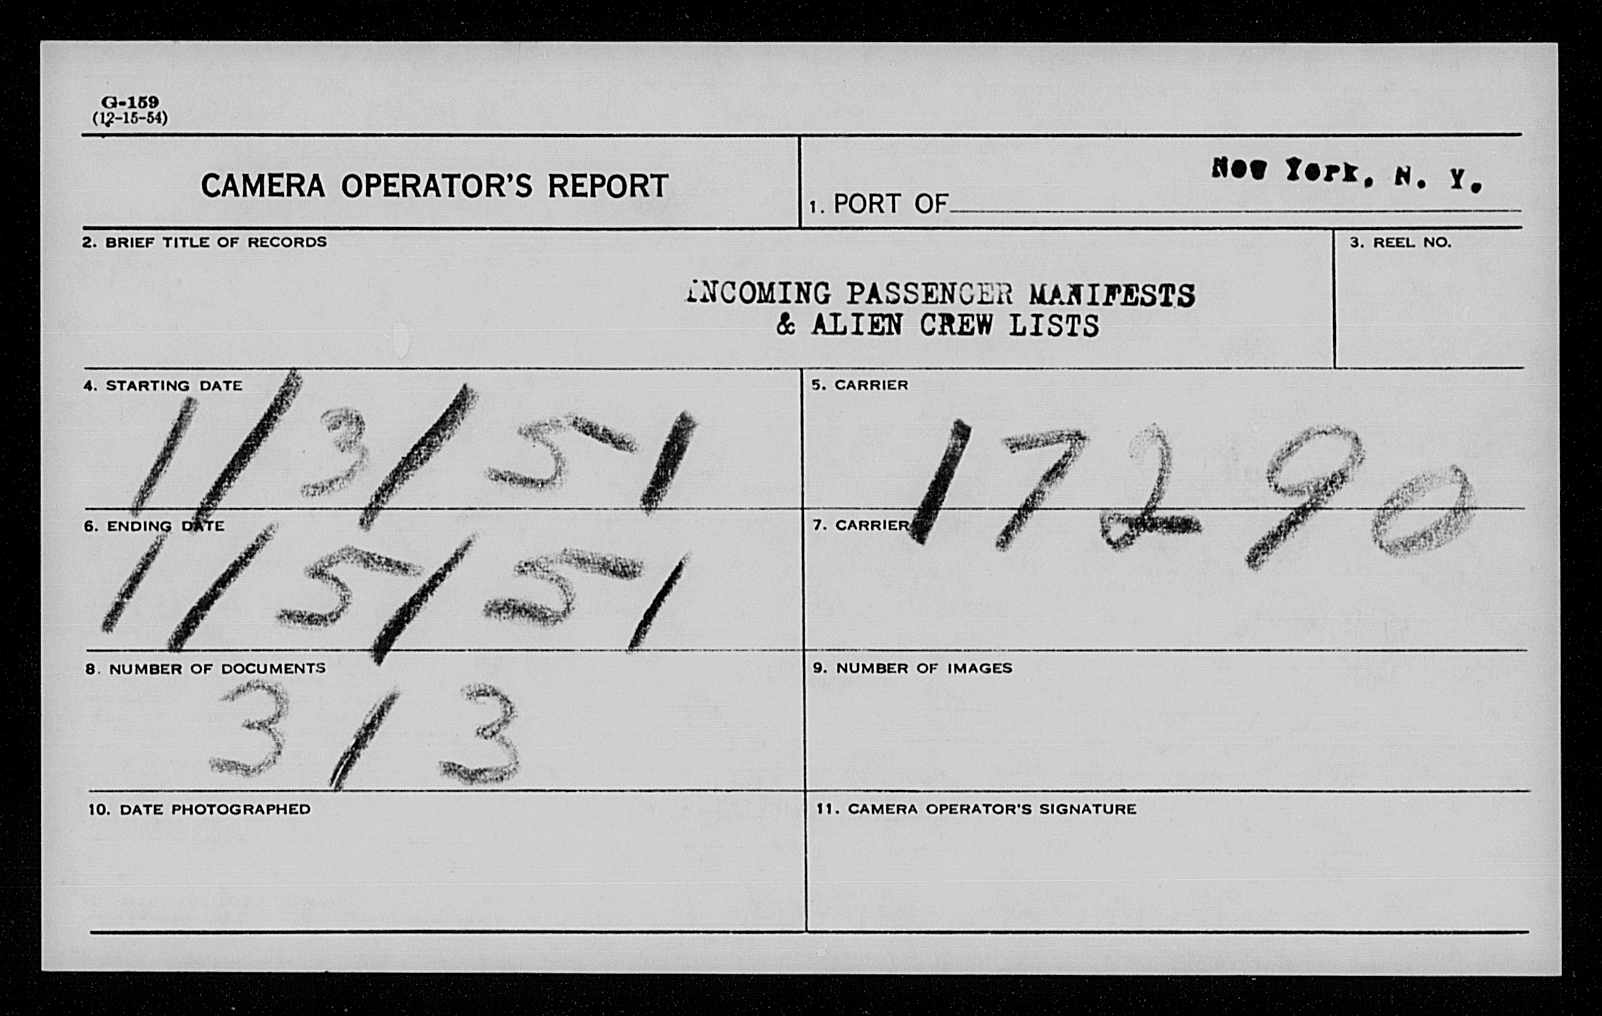 G-159
(12-15-54)
CAMERA OPERATOR'S REPORT
1. PORT OF New York, N. Y.
2. BRIEF TITLE OF RECORDS
3. REEL NO.
INCOMING PASSENGER MANIFESTS
& ALIEN CREW LISTS
4. STARTING DATE
1/3/51
5. CARRIER
17290
6. ENDING DATE
1/5/51
7. CARRIER
8. NUMBER OF DOCUMENTS
313
9. NUMBER OF IMAGES
10. DATE PHOTOGRAPHED
11. CAMERA OPERATOR'S SIGNATURE